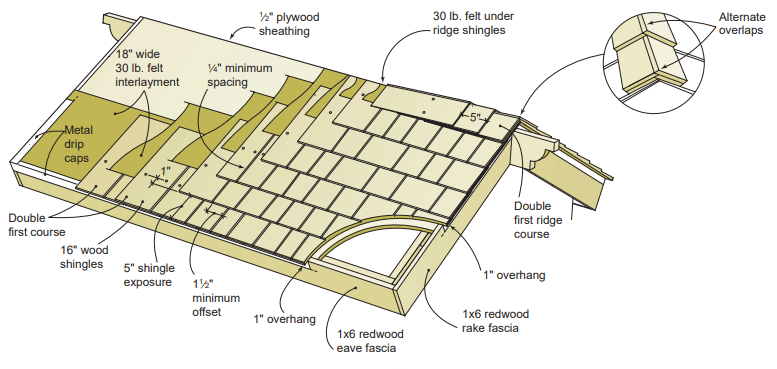 ½" plywood
sheathing
30 lb. felt under
ridge shingles
Alternate
overlaps
18" wide
30 lb. felt
interlayment
¼" minimum
spacing
5"
Metal
drip
caps
1"
Double
first course
16" wood
shingles
5" shingle
exposure
1½"
minimum
offset
1" overhang
1x6 redwood
eave fascia
1x6 redwood
rake fascia
1" overhang
Double
first ridge
course